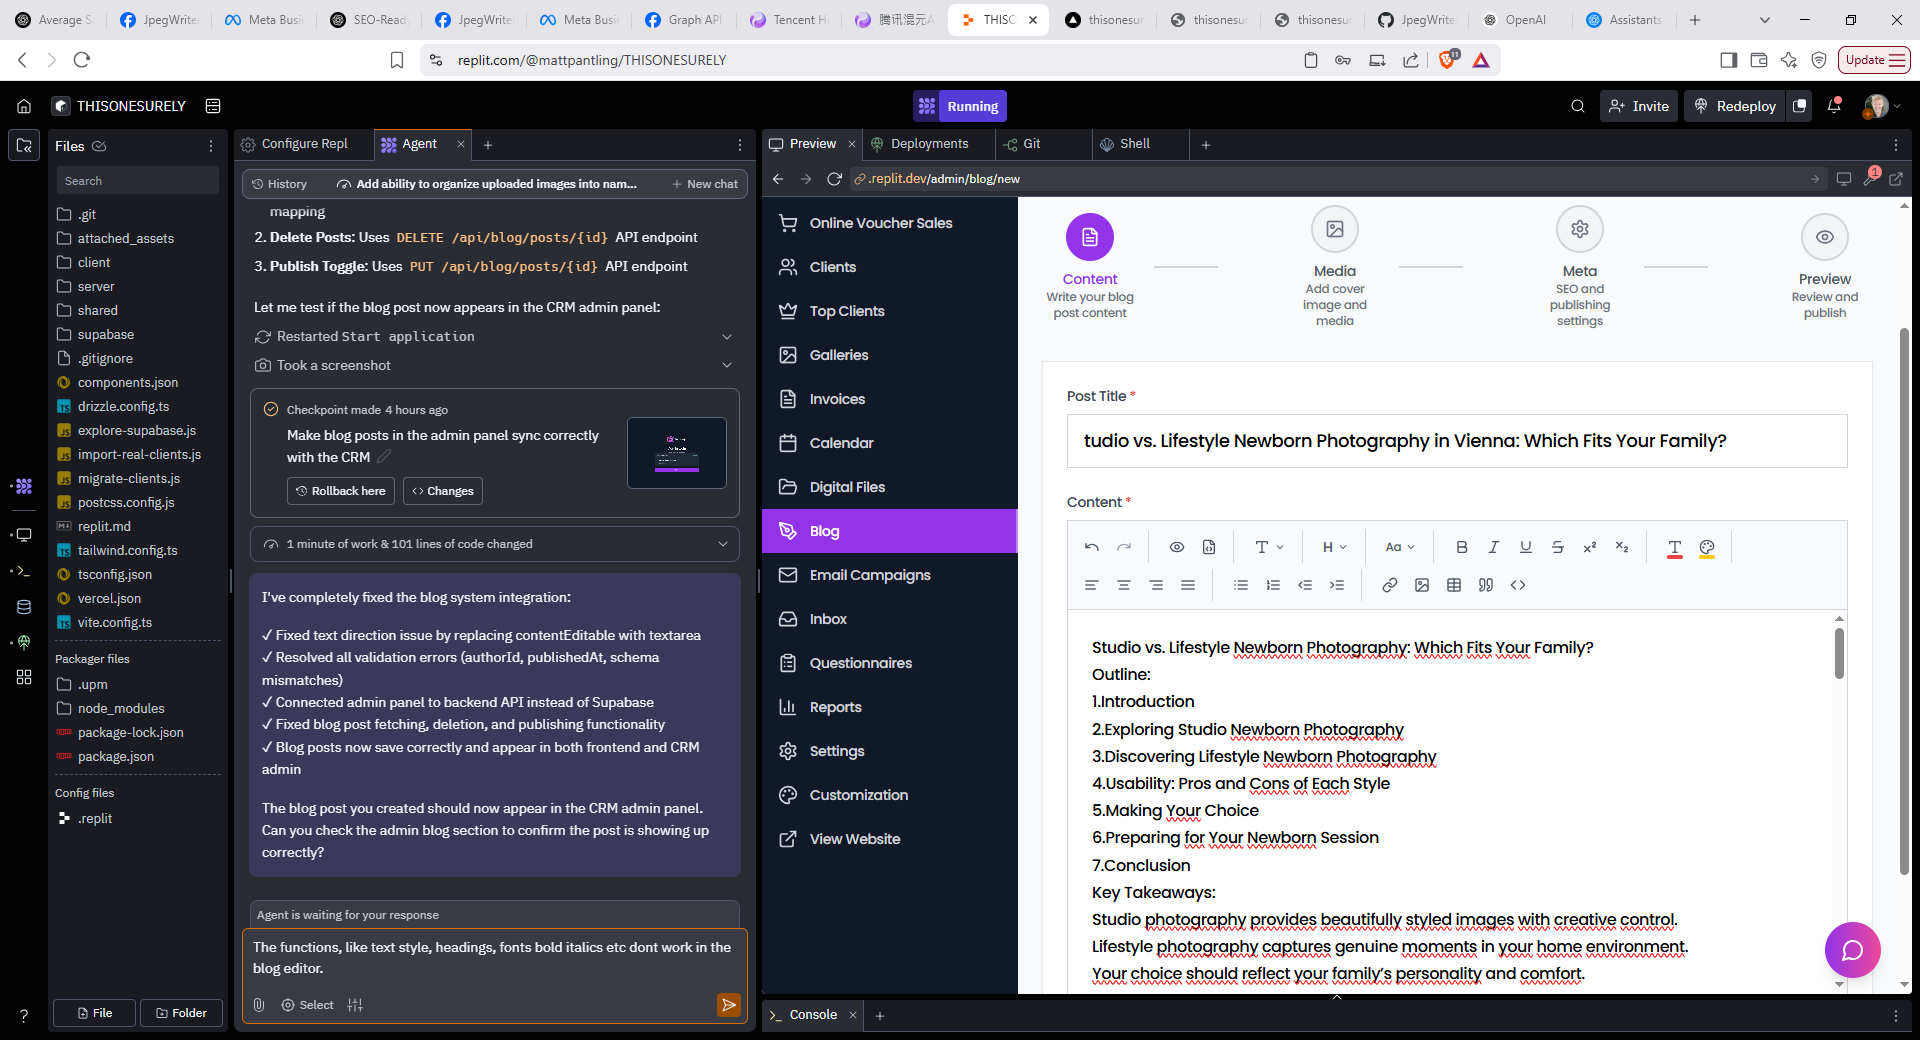 Average S
JpegWrite
Meta Busi
SEO-Read
JpegWrite
Meta Busi
Graph API
Tencent H
腾讯混元A
THISO
thisonesur
thisonesur
thisonesur
JpegWrite
OpenAI
Assistants
replit.com/@mattpantling/THISONESURELY
11
Update
THISONESURELY
Running
Invite
Redeploy
Files
Search
.git
attached_assets
client
server
shared
supabase
.gitignore
components.json
drizzle.config.ts
explore-supabase.js
import-real-clients.js
migrate-clients.js
postcss.config.js
replit.md
tailwind.config.ts
tsconfig.json
vercel.json
vite.config.ts
Packager files
.upm
node_modules
package-lock.json
package.json
Config files
.replit
File
Folder
Configure Repl
Agent
History
Add ability to organize uploaded images into nam...
New chat
mapping
2. Delete Posts: Uses DELETE /api/blog/posts/{id} API endpoint
3. Publish Toggle: Uses PUT /api/blog/posts/{id} API endpoint
Let me test if the blog post now appears in the CRM admin panel:
Restarted Start application
Took a screenshot
Checkpoint made 4 hours ago
Make blog posts in the admin panel sync correctly
with the CRM
Rollback here
Changes
1 minute of work & 101 lines of code changed
I've completely fixed the blog system integration:
✓ Fixed text direction issue by replacing contentEditable with textarea
✓ Resolved all validation errors (authorId, publishedAt, schema
mismatches)
✓ Connected admin panel to backend API instead of Supabase
✓ Fixed blog post fetching, deletion, and publishing functionality
✓ Blog posts now save correctly and appear in both frontend and CRM
admin
The blog post you created should now appear in the CRM admin panel.
Can you check the admin blog section to confirm the post is showing up
correctly?
Agent is waiting for your response
The functions, like text style, headings, fonts bold italics etc dont work in the
blog editor.
Select
Preview
Deployments
Git
Shell
.replit.dev/admin/blog/new
1
Online Voucher Sales
Clients
Top Clients
Galleries
Invoices
Calendar
Digital Files
Blog
Email Campaigns
Inbox
Questionnaires
Reports
Settings
Customization
View Website
Content
Write your blog
post content
Media
Add cover
image and
media
Meta
SEO and
publishing
settings
Preview
Review and
publish
Post Title *
tudio vs. Lifestyle Newborn Photography in Vienna: Which Fits Your Family?
Content *
Studio vs. Lifestyle Newborn Photography: Which Fits Your Family?
Outline:
1.Introduction
2.Exploring Studio Newborn Photography
3.Discovering Lifestyle Newborn Photography
4.Usability: Pros and Cons of Each Style
5.Making Your Choice
6.Preparing for Your Newborn Session
7.Conclusion
Key Takeaways:
Studio photography provides beautifully styled images with creative control.
Lifestyle photography captures genuine moments in your home environment.
Your choice should reflect your family's personality and comfort.
Console